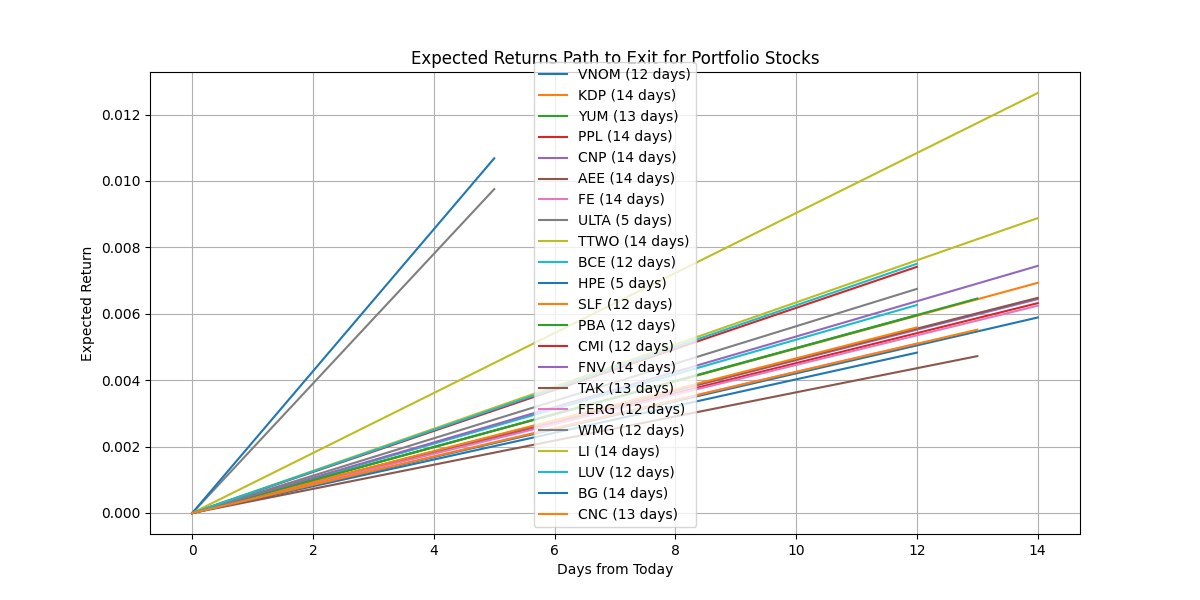 Expected Returns Path to Exit for Portfolio Stocks
VNOM (12 days)
KDP (14 days)
YUM (13 days)
PPL (14 days)
CNP (14 days)
AEE (14 days)
FE (14 days)
ULTA (5 days)
TTWO (14 days)
BCE (12 days)
HPE (5 days)
SLF (12 days)
PBA (12 days)
CMI (12 days)
FNV (14 days)
TAK (13 days)
FERG (12 days)
WMG (12 days)
LI (14 days)
LUV (12 days)
BG (14 days)
CNC (13 days)
Expected Return
0.012
0.010
0.008
0.006
0.004
0.002
0.000
0 2 4 6 8 10 12 14
Days from Today